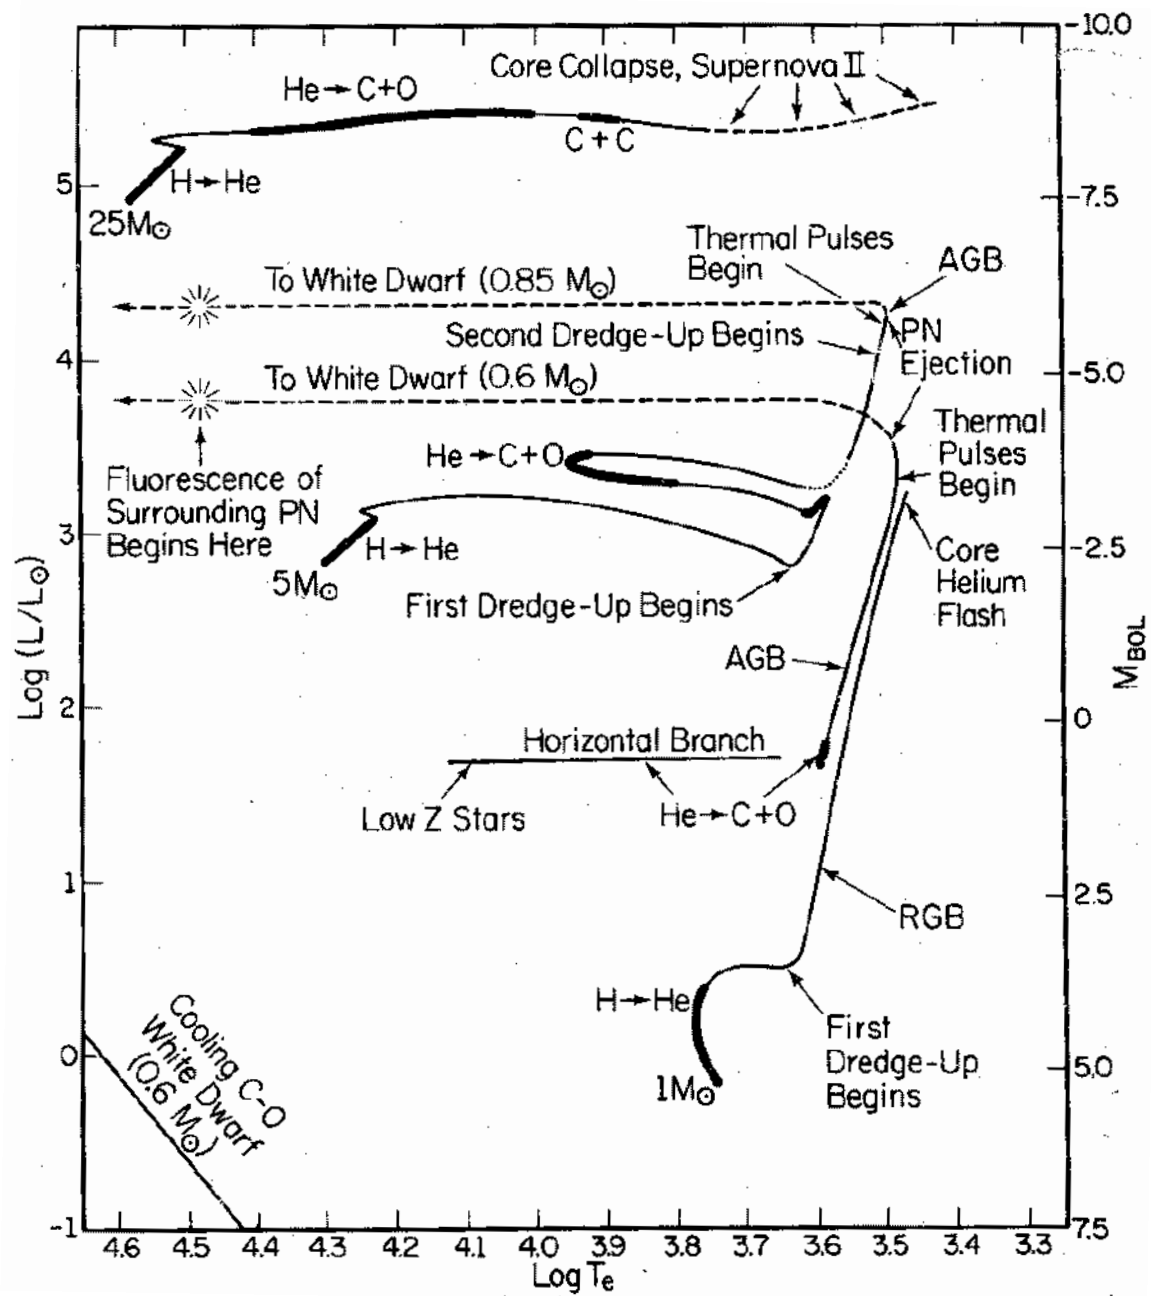 Core Collapse, Supernova II
He→C+O
C+C
H→He
25M⊙
Thermal Pulses
Begin
AGB
To White Dwarf (0.85 M⊙)
Second Dredge-Up Begins
PN
Ejection
To White Dwarf (0.6 M⊙)
Thermal
Pulses
Begin
He→C+O
Fluorescence of
Surrounding PN
Begins Here
H→He
5M⊙
First Dredge-Up Begins
Core
Helium
Flash
AGB
Horizontal Branch
Low Z Stars
He→C+O
RGB
H→He
1M⊙
First
Dredge-Up
Begins
Cooling C-O
White Dwarf
(0.6 M⊙)
Log (L/L⊙)
5
4
3
2
1
0
-1
-10.0
-7.5
-5.0
-2.5
0
2.5
5.0
7.5
MBOL
4.6 4.5 4.4 4.3 4.2 4.1 4.0 3.9 3.8 3.7 3.6 3.5 3.4 3.3
Log Te